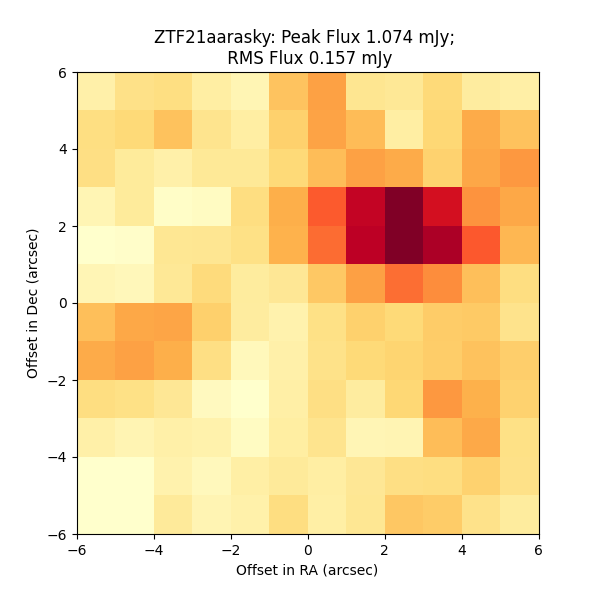 ZTF21aarasky: Peak Flux 1.074 mJy;
RMS Flux 0.157 mJy
6
4
2
0
−2
−4
−6
Offset in Dec (arcsec)
−6 −4 −2 0 2 4 6
Offset in RA (arcsec)